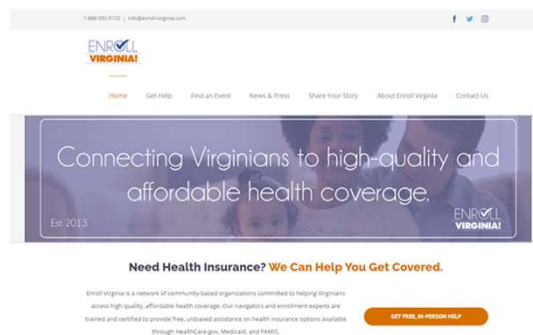 1-888-392-5132 | info@enroll-virginia.com
ENROLL
VIRGINIA!
Home Get Help Find an Event News & Press Share Your Story About Enroll Virginia Contact Us
Connecting Virginians to high-quality and
affordable health coverage.
Est 2013
ENROLL
VIRGINIA!
Need Health Insurance? We Can Help You Get Covered.
Enroll Virginia is a network of community-based organizations committed to helping Virginians
access high quality, affordable health coverage. Our navigators and enrollment experts are
trained and certified to provide free, unbiased assistance on health insurance options available
through HealthCare.gov, Medicaid, and FAMIS.
GET FREE, IN-PERSON HELP